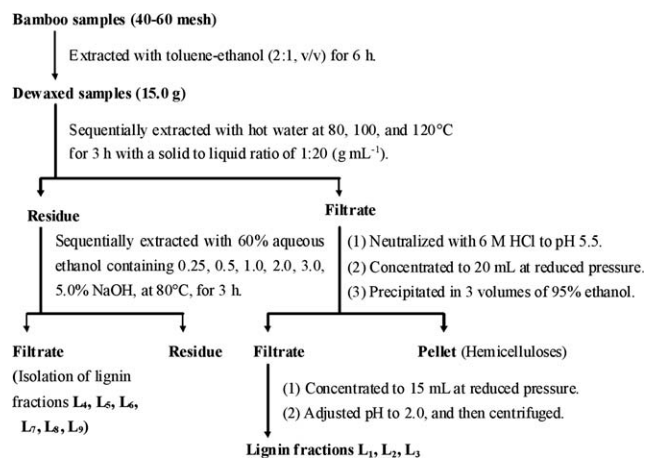 Bamboo samples (40-60 mesh)
Extracted with toluene-ethanol (2:1, v/v) for 6 h.
Dewaxed samples (15.0 g)
Sequentially extracted with hot water at 80, 100, and 120°C
for 3 h with a solid to liquid ratio of 1:20 (g mL⁻¹).
Residue
Filtrate
Sequentially extracted with 60% aqueous
ethanol containing 0.25, 0.5, 1.0, 2.0, 3.0,
5.0% NaOH, at 80°C, for 3 h.
(1) Neutralized with 6 M HCl to pH 5.5.
(2) Concentrated to 20 mL at reduced pressure.
(3) Precipitated in 3 volumes of 95% ethanol.
Filtrate
(Isolation of lignin
fractions L₄, L₅, L₆,
L₇, L₈, L₉)
Residue
Filtrate
Pellet (Hemicelluloses)
(1) Concentrated to 15 mL at reduced pressure.
(2) Adjusted pH to 2.0, and then centrifuged.
Lignin fractions L₁, L₂, L₃